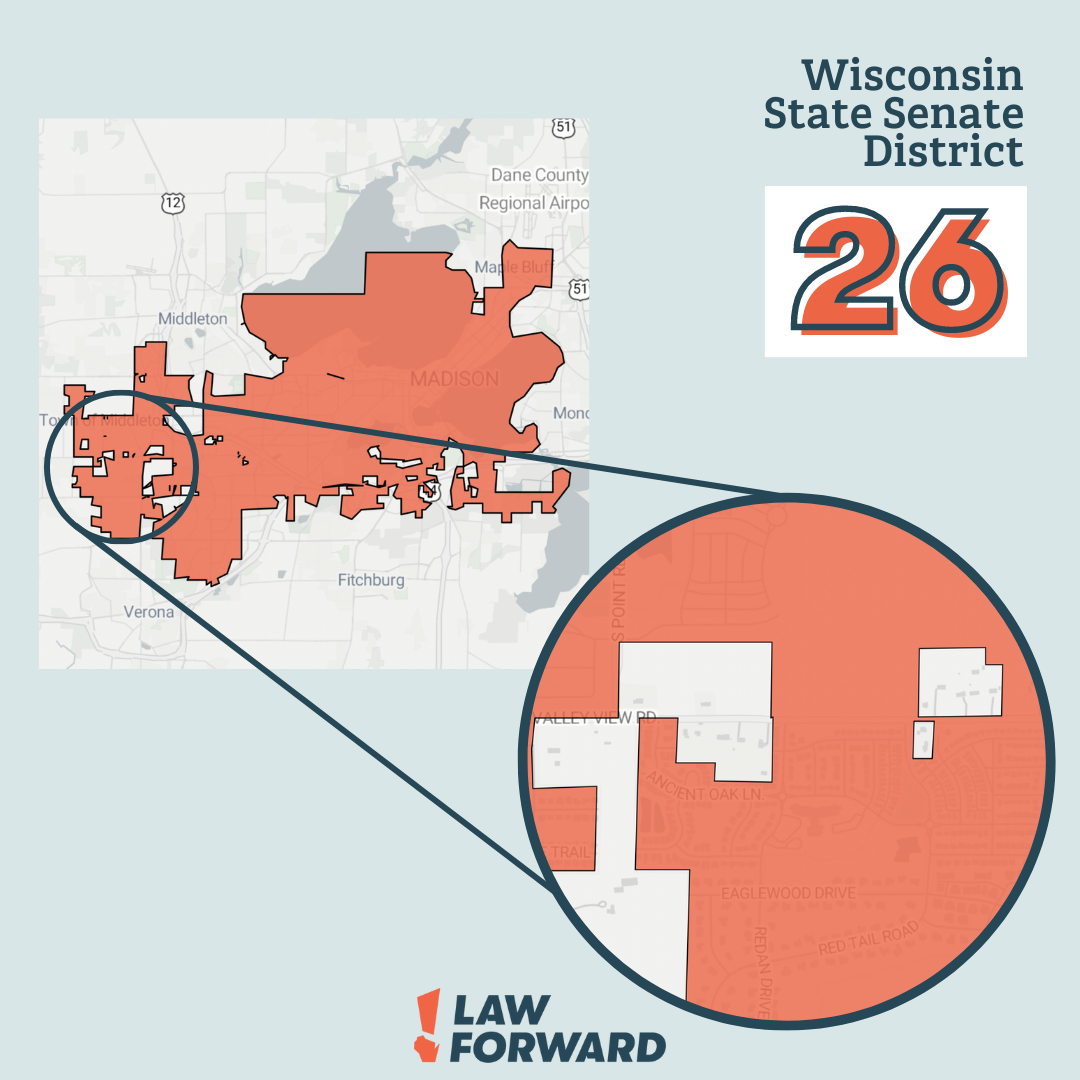 Wisconsin
State Senate
District
26
51
Dane County
Regional Airpo
12
Maple Bluff
51
Middleton
MADISON
Town of Middleton
Mono
Fitchburg
Verona
S POINT RD
VALLEY VIEW RD.
ANCIENT OAK LN.
E TRAIL
EAGLEWOOD DRIVE
RED TAIL ROAD
REDAN DRIVE
LAW
FORWARD